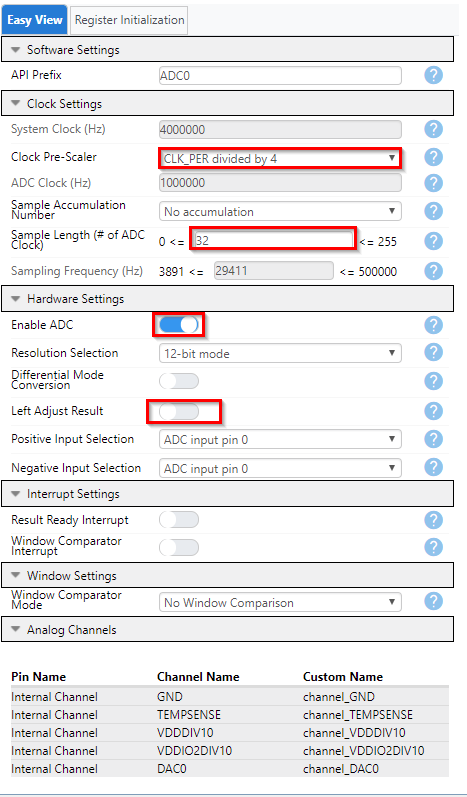 Easy View Register Initialization
Software Settings
API Prefix ADC0 ?
Clock Settings
System Clock (Hz) 4000000 ?
Clock Pre-Scaler CLK_PER divided by 4 ?
ADC Clock (Hz) 1000000 ?
Sample Accumulation
Number No accumulation ?
Sample Length (# of ADC
Clock) 0 <= 32 <= 255 ?
Sampling Frequency (Hz) 3891 <= 29411 <= 500000 ?
Hardware Settings
Enable ADC ?
Resolution Selection 12-bit mode ?
Differential Mode
Conversion ?
Left Adjust Result ?
Positive Input Selection ADC input pin 0 ?
Negative Input Selection ADC input pin 0 ?
Interrupt Settings
Result Ready Interrupt ?
Window Comparator
Interrupt ?
Window Settings
Window Comparator
Mode No Window Comparison ?
Analog Channels
Pin Name Channel Name Custom Name
Internal Channel GND channel_GND
Internal Channel TEMPSENSE channel_TEMPSENSE
Internal Channel VDDDIV10 channel_VDDDIV10
Internal Channel VDDIO2DIV10 channel_VDDIO2DIV10
Internal Channel DAC0 channel_DAC0